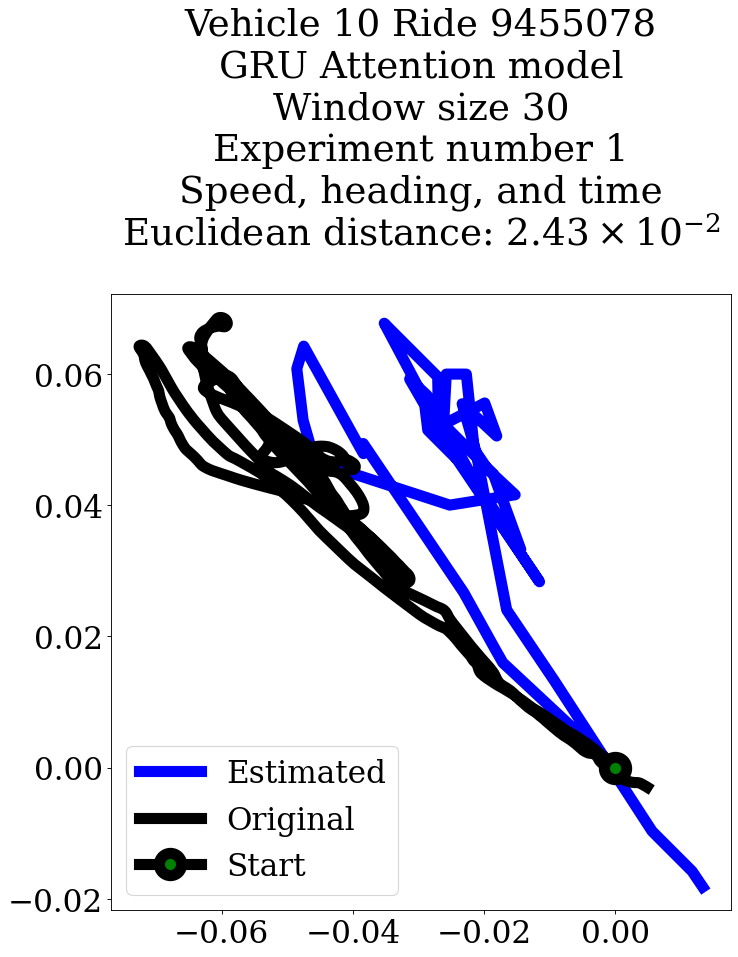 Vehicle 10 Ride 9455078
GRU Attention model
Window size 30
Experiment number 1
Speed, heading, and time
Euclidean distance: 2.43 × 10⁻²
0.06
0.04
0.02
0.00
−0.02
Estimated
Original
Start
−0.06 −0.04 −0.02 0.00